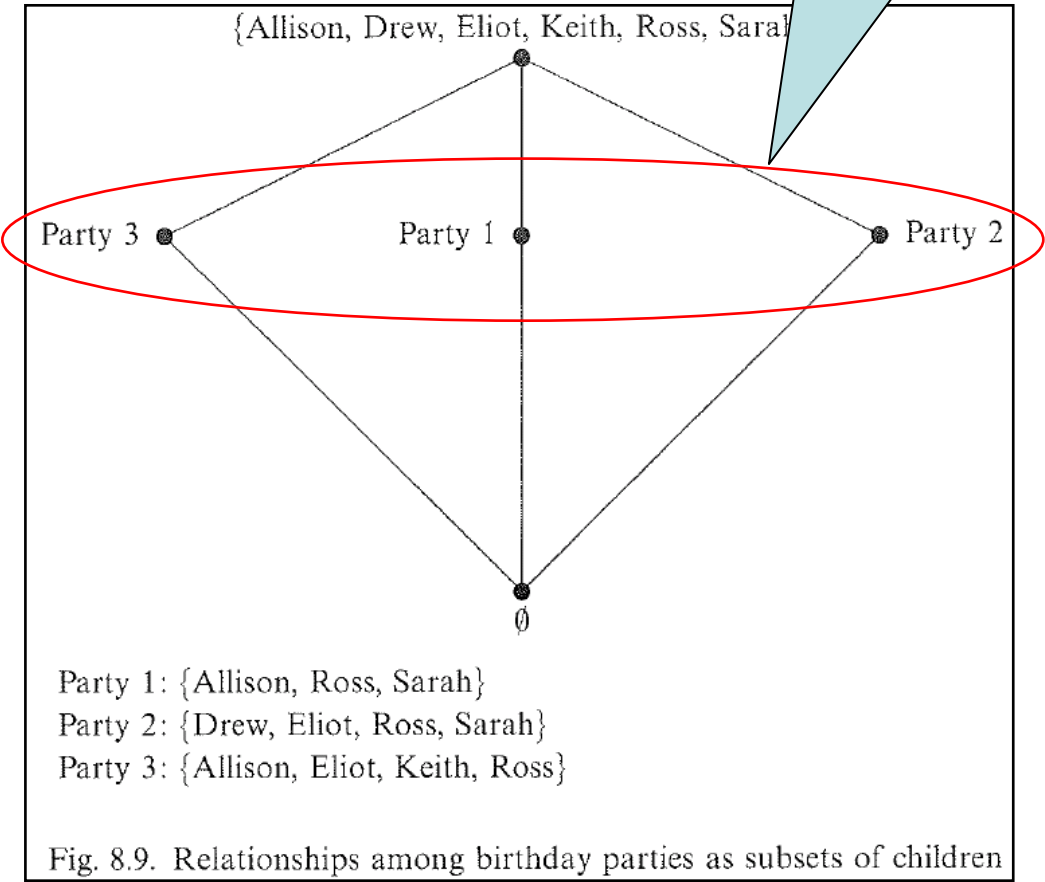 {Allison, Drew, Eliot, Keith, Ross, Sarah
Party 3 Party 1 Party 2
∅
Party 1: {Allison, Ross, Sarah}
Party 2: {Drew, Eliot, Ross, Sarah}
Party 3: {Allison, Eliot, Keith, Ross}
Fig. 8.9. Relationships among birthday parties as subsets of children